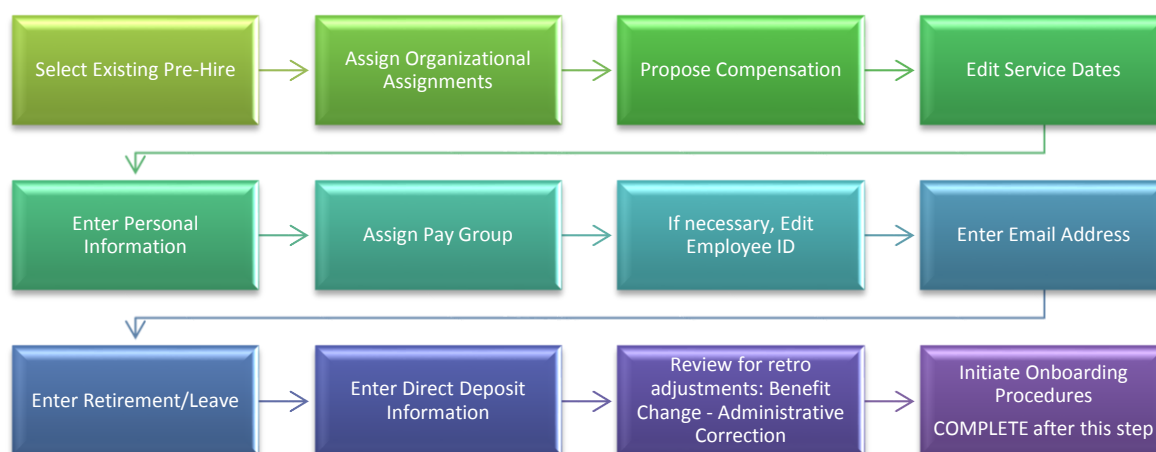 Select Existing Pre-Hire
Assign Organizational
Assignments
Propose Compensation
Edit Service Dates
Enter Personal
Information
Assign Pay Group
If necessary, Edit
Employee ID
Enter Email Address
Enter Retirement/Leave
Enter Direct Deposit
Information
Review for retro
adjustments: Benefit
Change - Administrative
Correction
Initiate Onboarding
Procedures
COMPLETE after this step